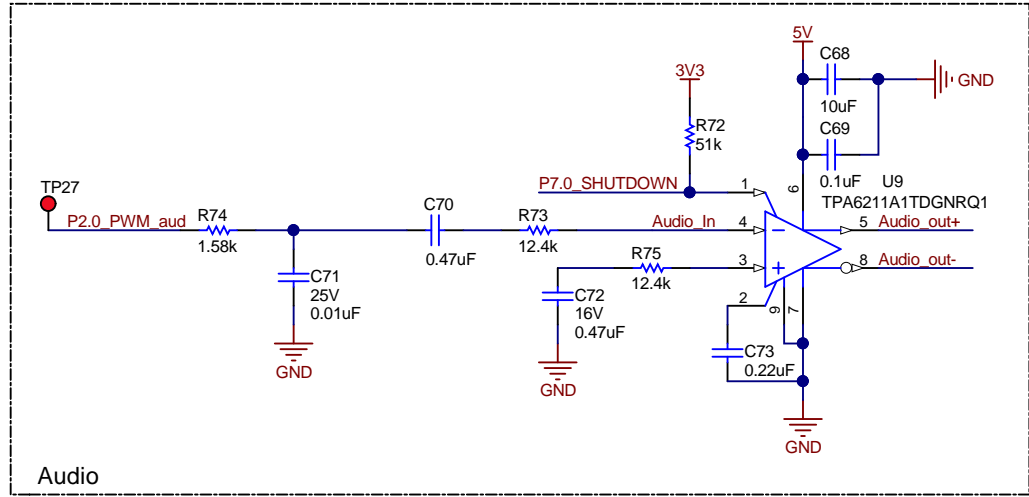 5V
C68
10uF
GND
3V3
R72
51k
C69
0.1uF
U9
TPA6211A1TDGNRQ1
TP27
P7.0_SHUTDOWN
1
6
P2.0_PWM_aud
R74
1.58k
C70
0.47uF
R73
12.4k
Audio_In
4
5
Audio_out+
R75
12.4k
3
8
Audio_out-
C71
25V
0.01uF
GND
C72
16V
0.47uF
GND
2
9
7
C73
0.22uF
GND
Audio